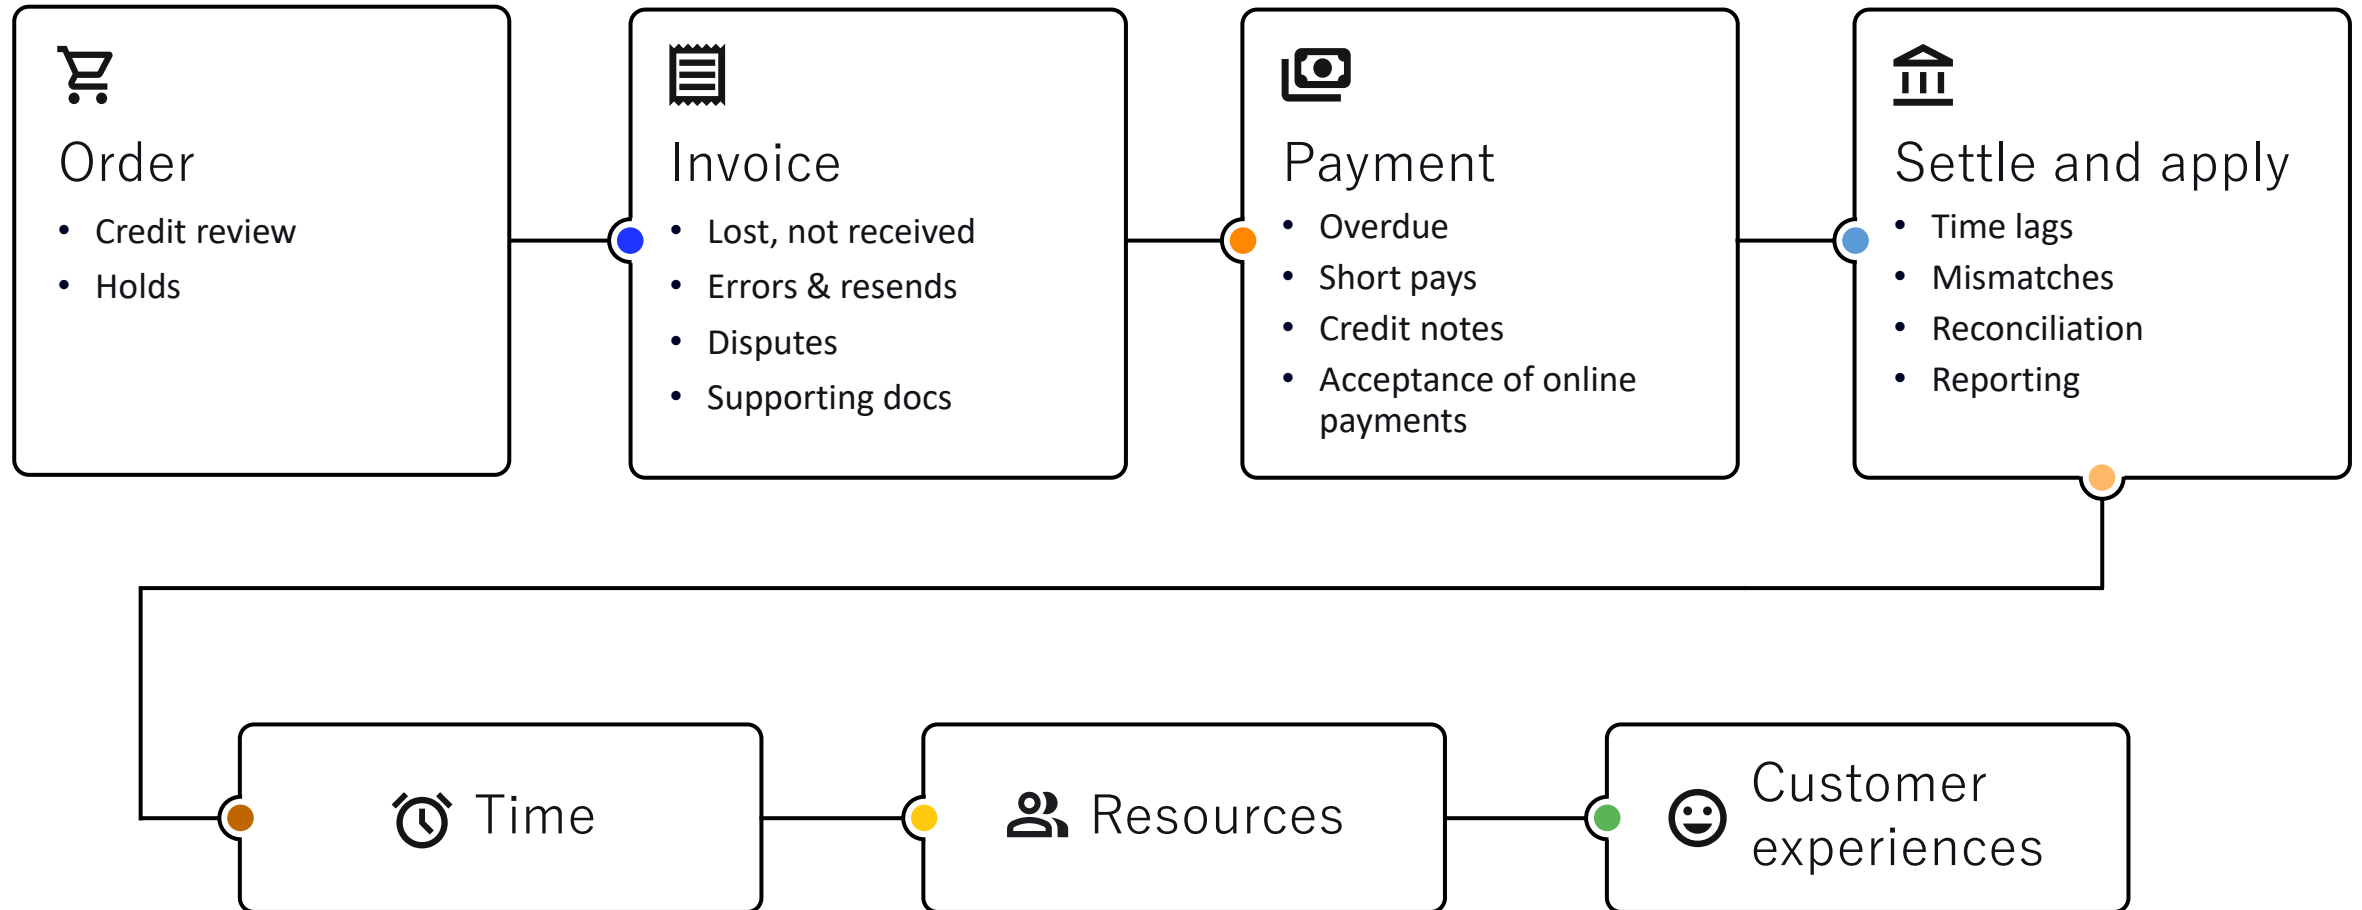 Order
• Credit review
• Holds
Invoice
• Lost, not received
• Errors & resends
• Disputes
• Supporting docs
Payment
• Overdue
• Short pays
• Credit notes
• Acceptance of online
payments
Settle and apply
• Time lags
• Mismatches
• Reconciliation
• Reporting
Time
Resources
Customer
experiences